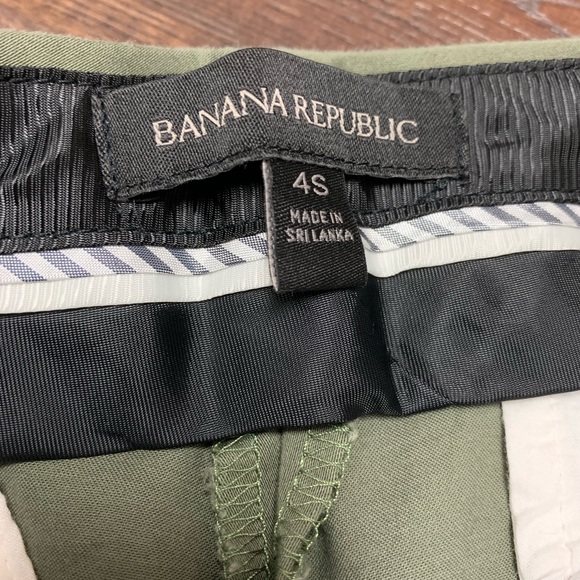 BANANA REPUBLIC
4S
MADE IN
SRI LANKA